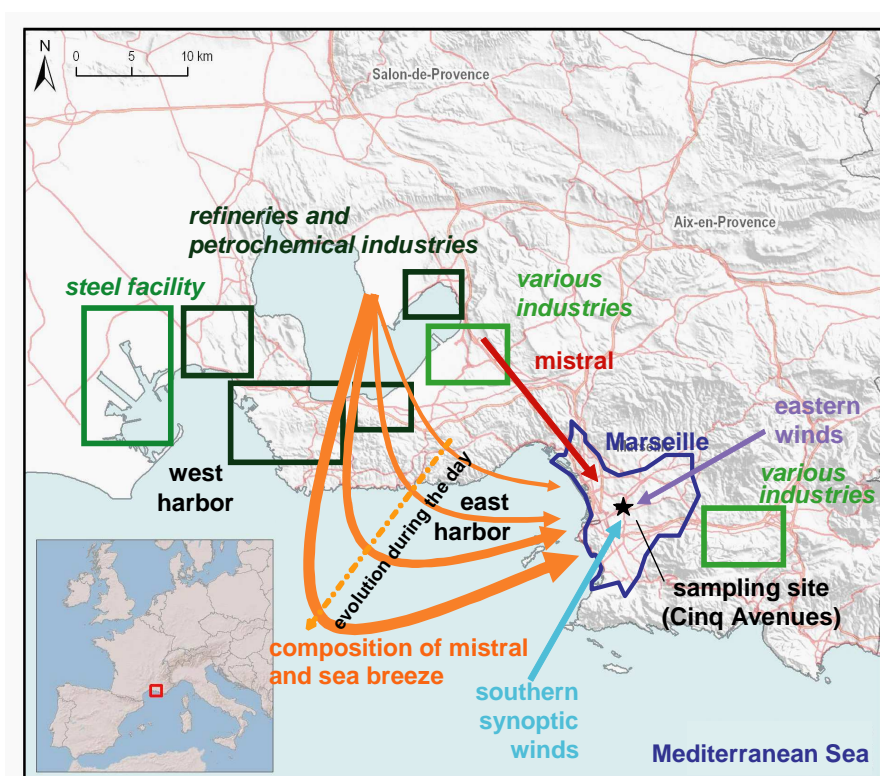 N
0 5 10 km
Salon-de-Provence
Aix-en-Provence
refineries and
petrochemical industries
steel facility
various
industries
mistral
eastern
winds
Marseille
various
industries
west
harbor
east
harbor
evolution during the day
sampling site
(Cinq Avenues)
composition of mistral
and sea breeze
southern
synoptic
winds
Mediterranean Sea